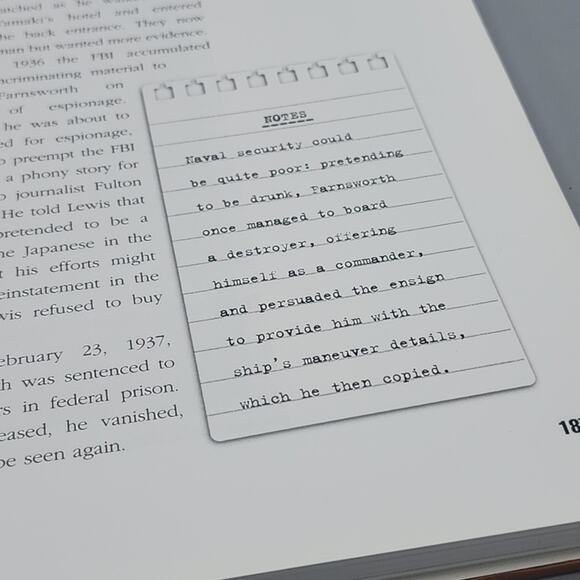 atched as he
amaki's hotel and entered
he back entrance. They now
man but wanted more evidence.
1936 the FBI accumulated
criminating material to
Farnsworth on
of espionage.
he was about to
ed for espionage,
o preempt the FBI
a phony story for
o journalist Fulton
He told Lewis that
pretended to be a
he Japanese in the
t his efforts might
einstatement in the
wis refused to buy
ebruary 23, 1937,
th was sentenced to
rs in federal prison.
eased, he vanished,
be seen again.
NOTES
Naval security could
be quite poor: pretending
to be drunk, Farnsworth
once managed to board
a destroyer, offering
himself as a commander,
and persuaded the ensign
to provide him with the
ship's maneuver details,
which he then copied.
18